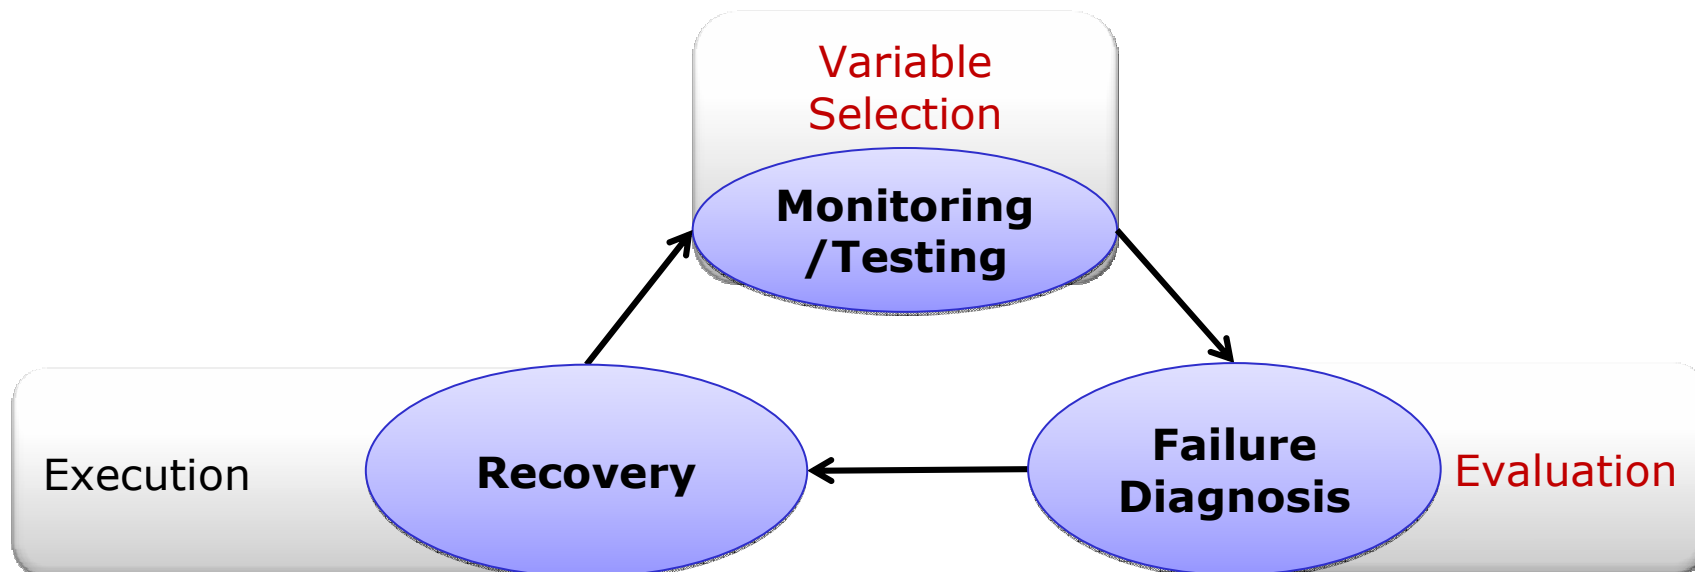 Variable
Selection
Monitoring
/Testing
Execution
Recovery
Failure
Diagnosis
Evaluation